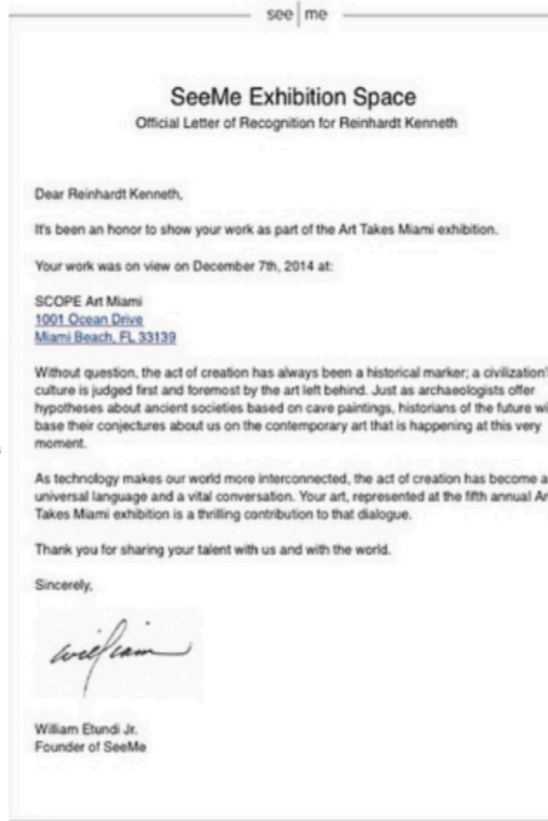 see|me
SeeMe Exhibition Space
Official Letter of Recognition for Reinhardt Kenneth
Dear Reinhardt Kenneth,
It's been an honor to show your work as part of the Art Takes Miami exhibition.
Your work was on view on December 7th, 2014 at:
SCOPE Art Miami
1001 Ocean Drive
Miami Beach, FL 33139
Without question, the act of creation has always been a historical marker; a civilization'
culture is judged first and foremost by the art left behind. Just as archaeologists offer
hypotheses about ancient societies based on cave paintings, historians of the future wi
base their conjectures about us on the contemporary art that is happening at this very
moment.
As technology makes our world more interconnected, the act of creation has become a
universal language and a vital conversation. Your art, represented at the fifth annual Ar
Takes Miami exhibition is a thrilling contribution to that dialogue.
Thank you for sharing your talent with us and with the world.
Sincerely,
william
William Etundi Jr.
Founder of SeeMe